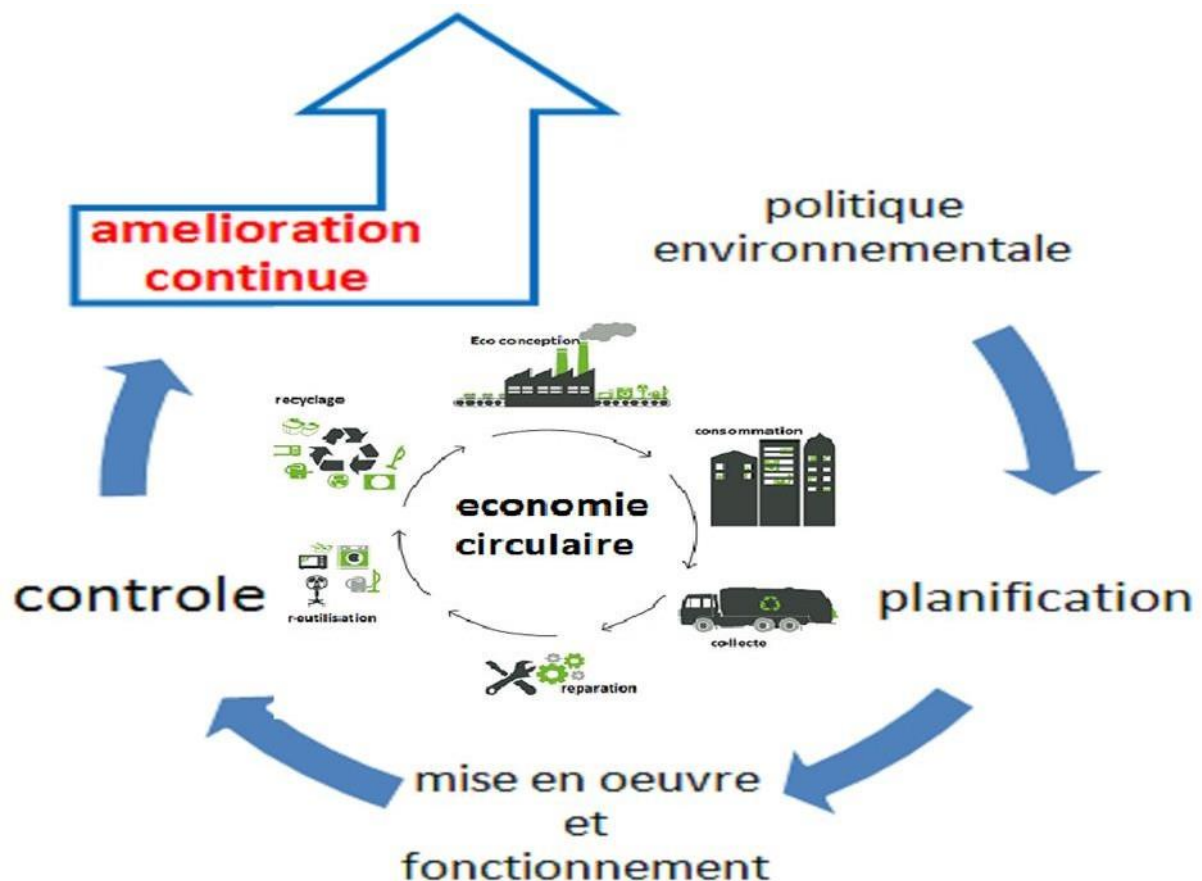 amelioration
continue
politique
environnementale
Eco conception
recyclage
consommation
economie
circulaire
controle
planification
r-eutilisation
collecte
reparation
mise en oeuvre
et
fonctionnement